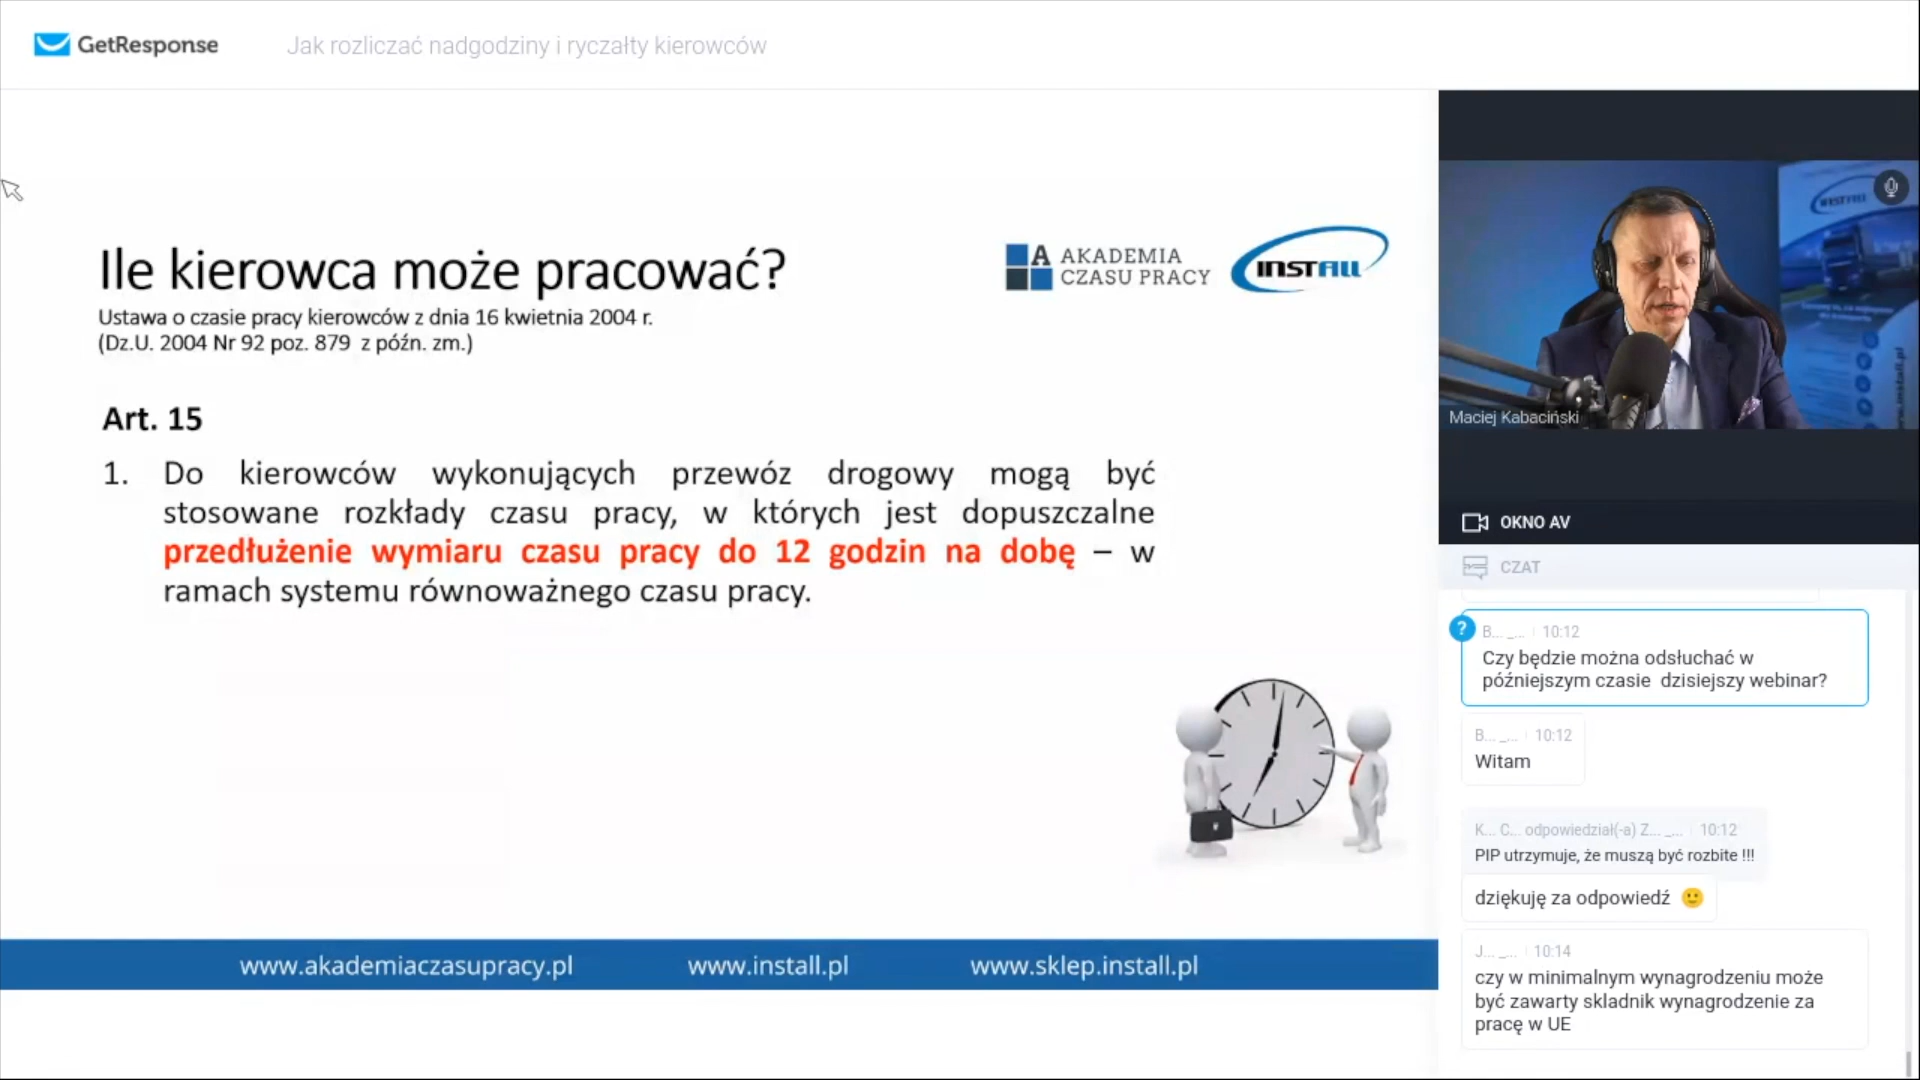 GetResponse
Jak rozliczać nadgodziny i ryczałty kierowców
Ile kierowca może pracować?
Ustawa o czasie pracy kierowców z dnia 16 kwietnia 2004 r.
(Dz.U. 2004 Nr 92 poz. 879 z późn. zm.)
A AKADEMIA
CZASU PRACY
INSTALL
Art. 15
1. Do kierowców wykonujących przewóz drogowy mogą być
stosowane rozkłady czasu pracy, w których jest dopuszczalne
przedłużenie wymiaru czasu pracy do 12 godzin na dobę – w
ramach systemu równoważnego czasu pracy.
www.akademiaczasupracy.pl
www.install.pl
www.sklep.install.pl
INSTALL
Maciej Kabaciński
OKNO AV
CZAT
?
B... _... 10:12
Czy będzie można odsłuchać w
późniejszym czasie dzisiejszy webinar?
B... _... 10:12
Witam
K... C... odpowiedział(-a) Z... _... 10:12
PIP utrzymuje, że muszą być rozbite !!!
dziękuję za odpowiedź 🙂
J... _... 10:14
czy w minimalnym wynagrodzeniu może
być zawarty skladnik wynagrodzenie za
pracę w UE